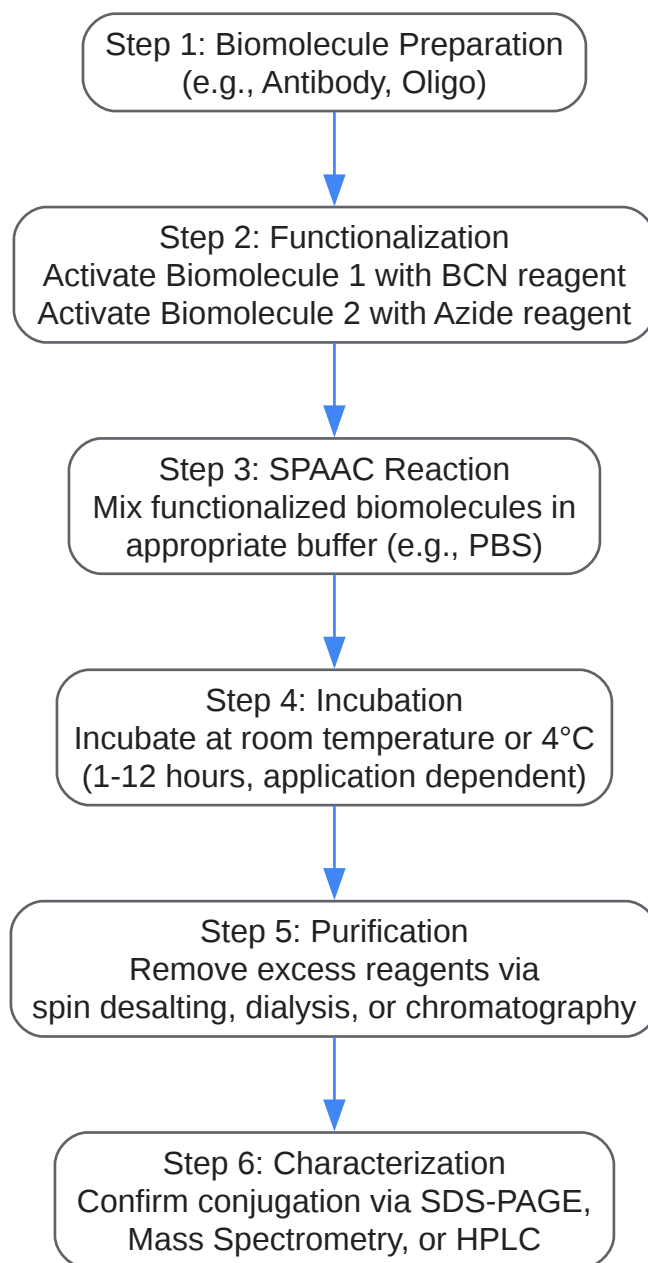 Step 1: Biomolecule Preparation
(e.g., Antibody, Oligo)
Step 2: Functionalization
Activate Biomolecule 1 with BCN reagent
Activate Biomolecule 2 with Azide reagent
Step 3: SPAAC Reaction
Mix functionalized biomolecules in
appropriate buffer (e.g., PBS)
Step 4: Incubation
Incubate at room temperature or 4°C
(1-12 hours, application dependent)
Step 5: Purification
Remove excess reagents via
spin desalting, dialysis, or chromatography
Step 6: Characterization
Confirm conjugation via SDS-PAGE,
Mass Spectrometry, or HPLC